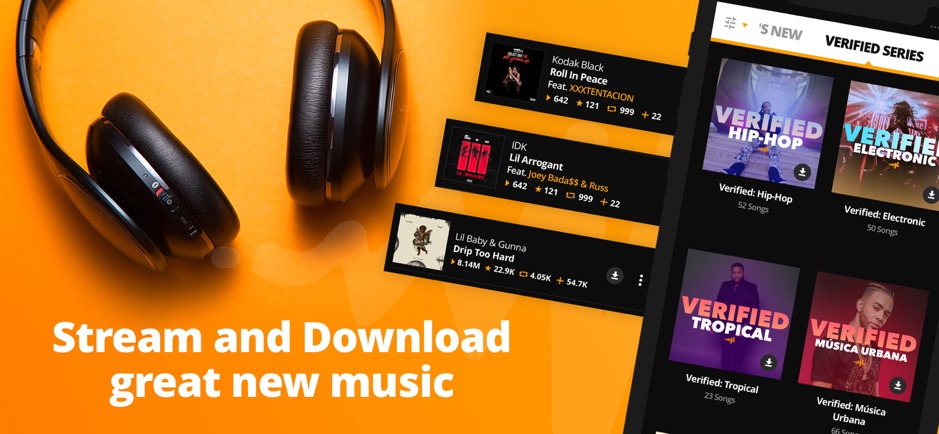 'S NEW
VERIFIED SERIES
Kodak Black
Roll In Peace
Feat. XXXTENTACION
642 121 999 22
IDK
Lil Arrogant
Feat. Joey Bada$$ & Russ
642 121 999 22
Lil Baby & Gunna
Drip Too Hard
8.14M 22.9K 4.05K 54.7K
VERIFIED
HIP-HOP
Verified: Hip-Hop
52 Songs
VERIFIED
ELECTRONIC
Verified: Electronic
50 Songs
VERIFIED
TROPICAL
Verified: Tropical
23 Songs
VERIFIED
MÚSICA URBANA
Verified: Música
Urbana
66 Songs
Stream and Download
great new music